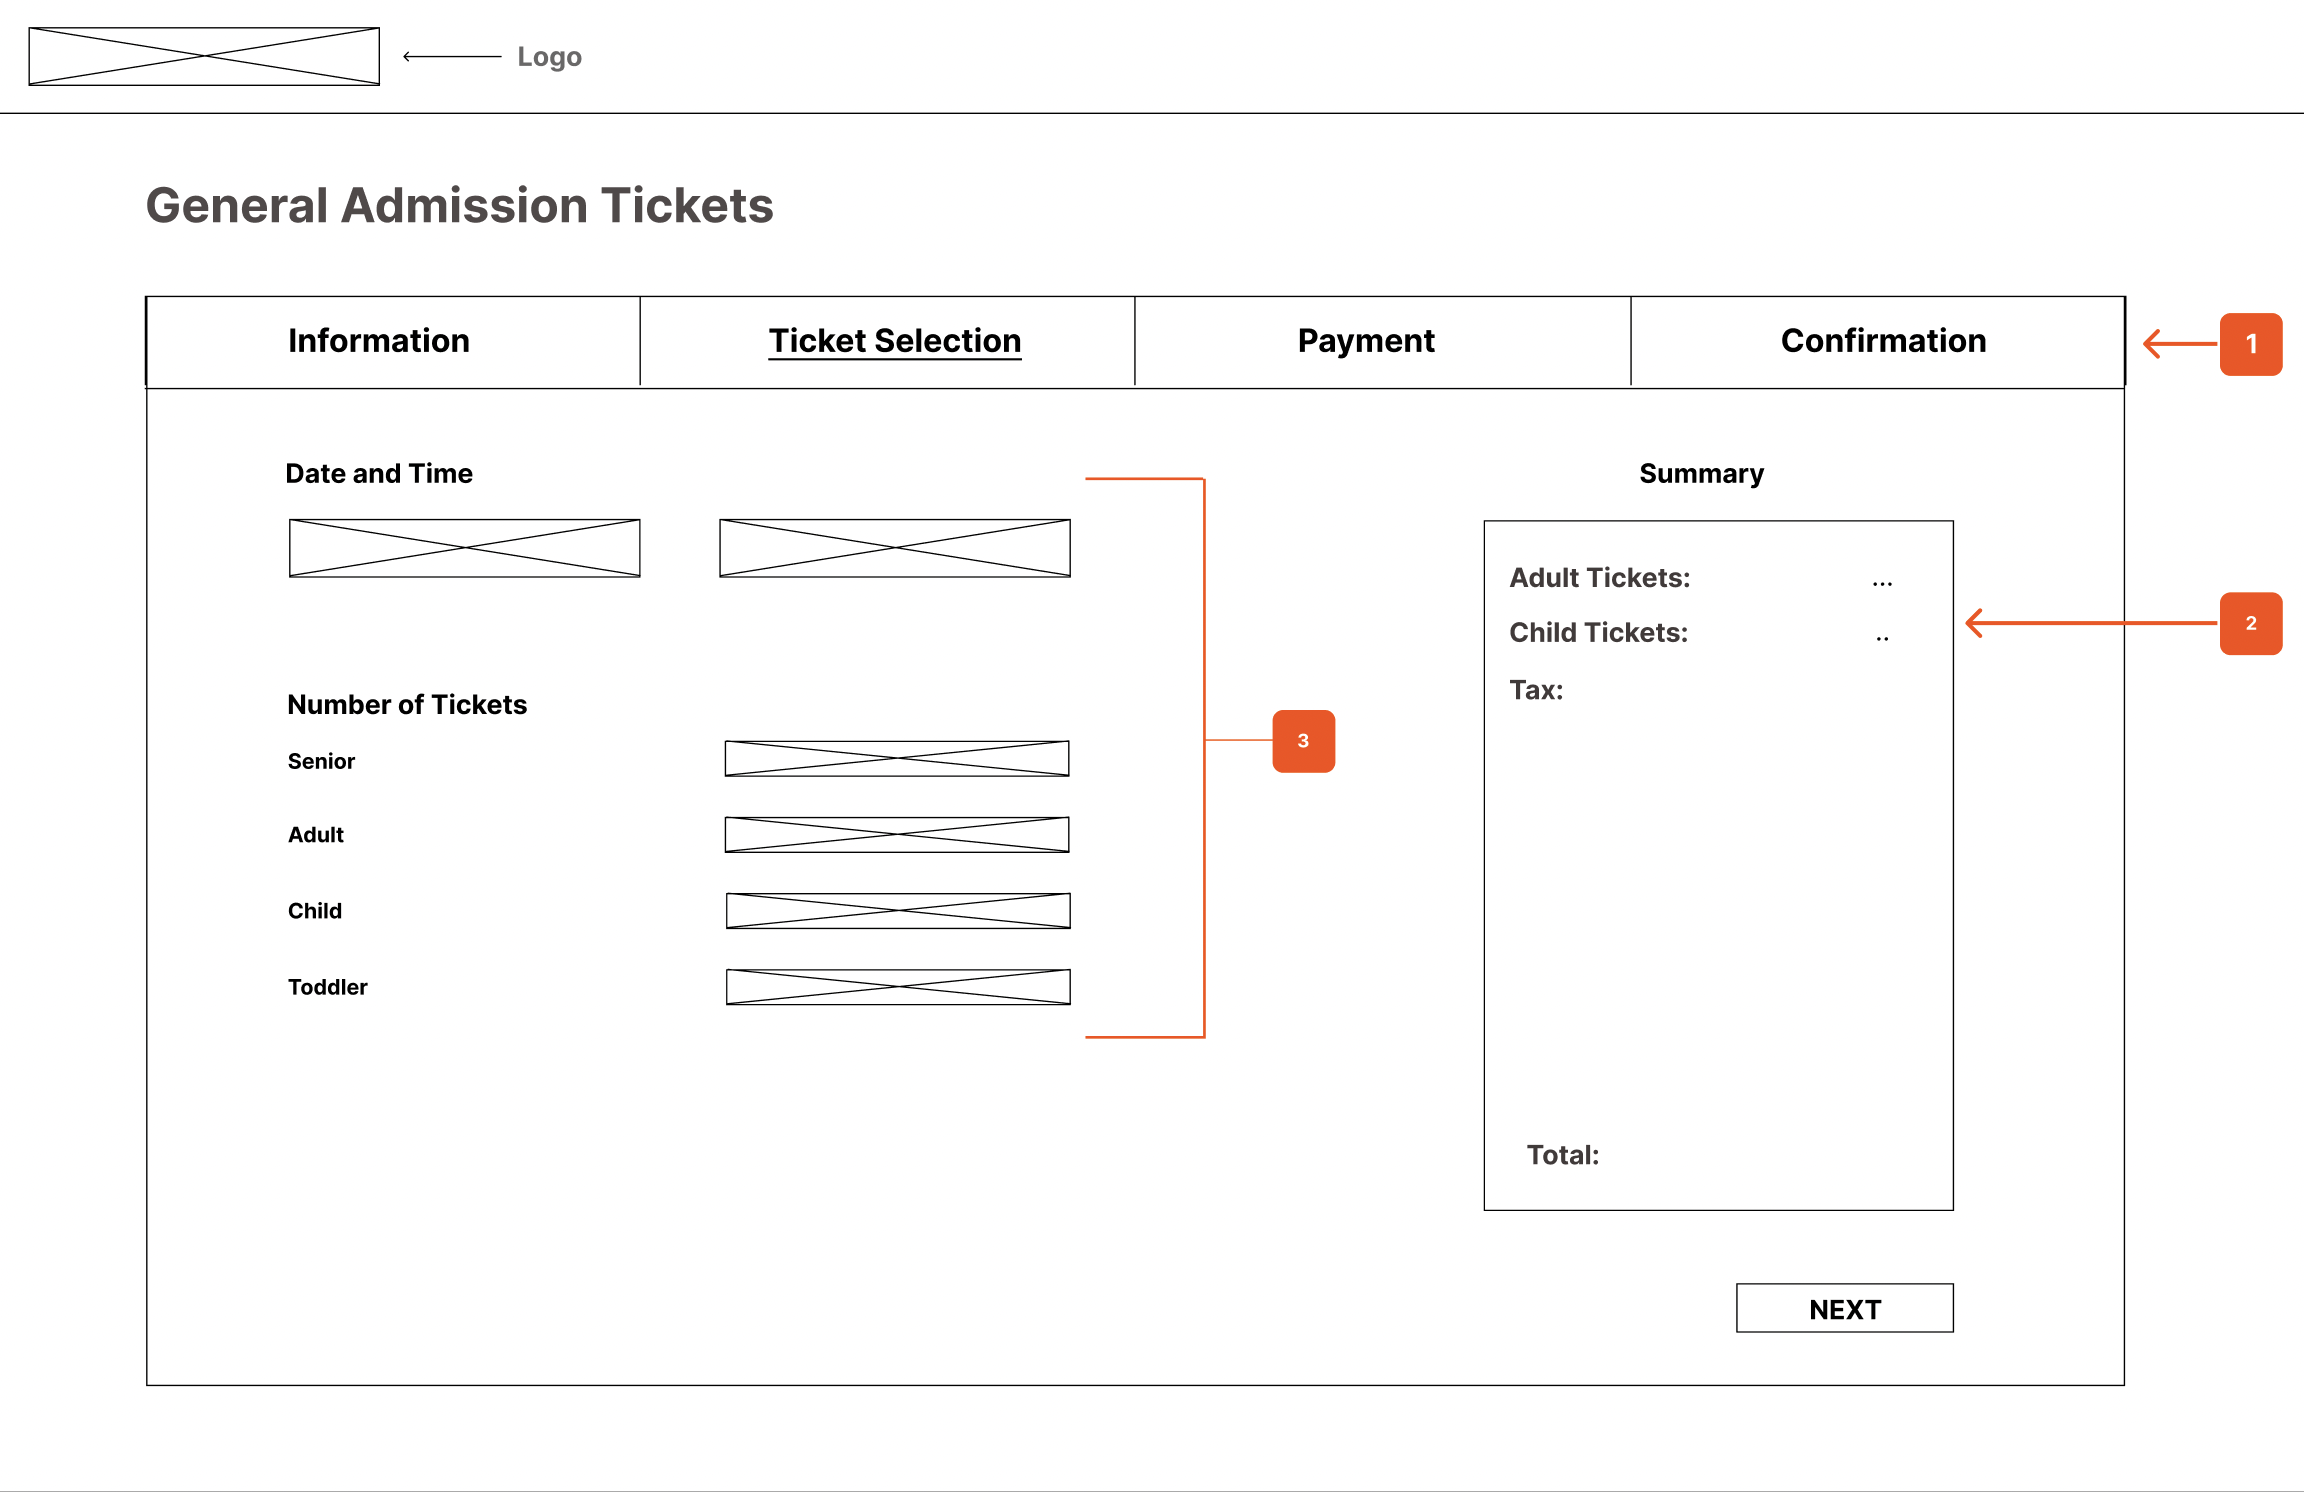 Logo
General Admission Tickets
Information
Ticket Selection
Payment
Confirmation
1
Date and Time
Number of Tickets
Senior
Adult
Child
Toddler
3
Summary
Adult Tickets: ...
Child Tickets: ..
Tax:
Total:
2
NEXT